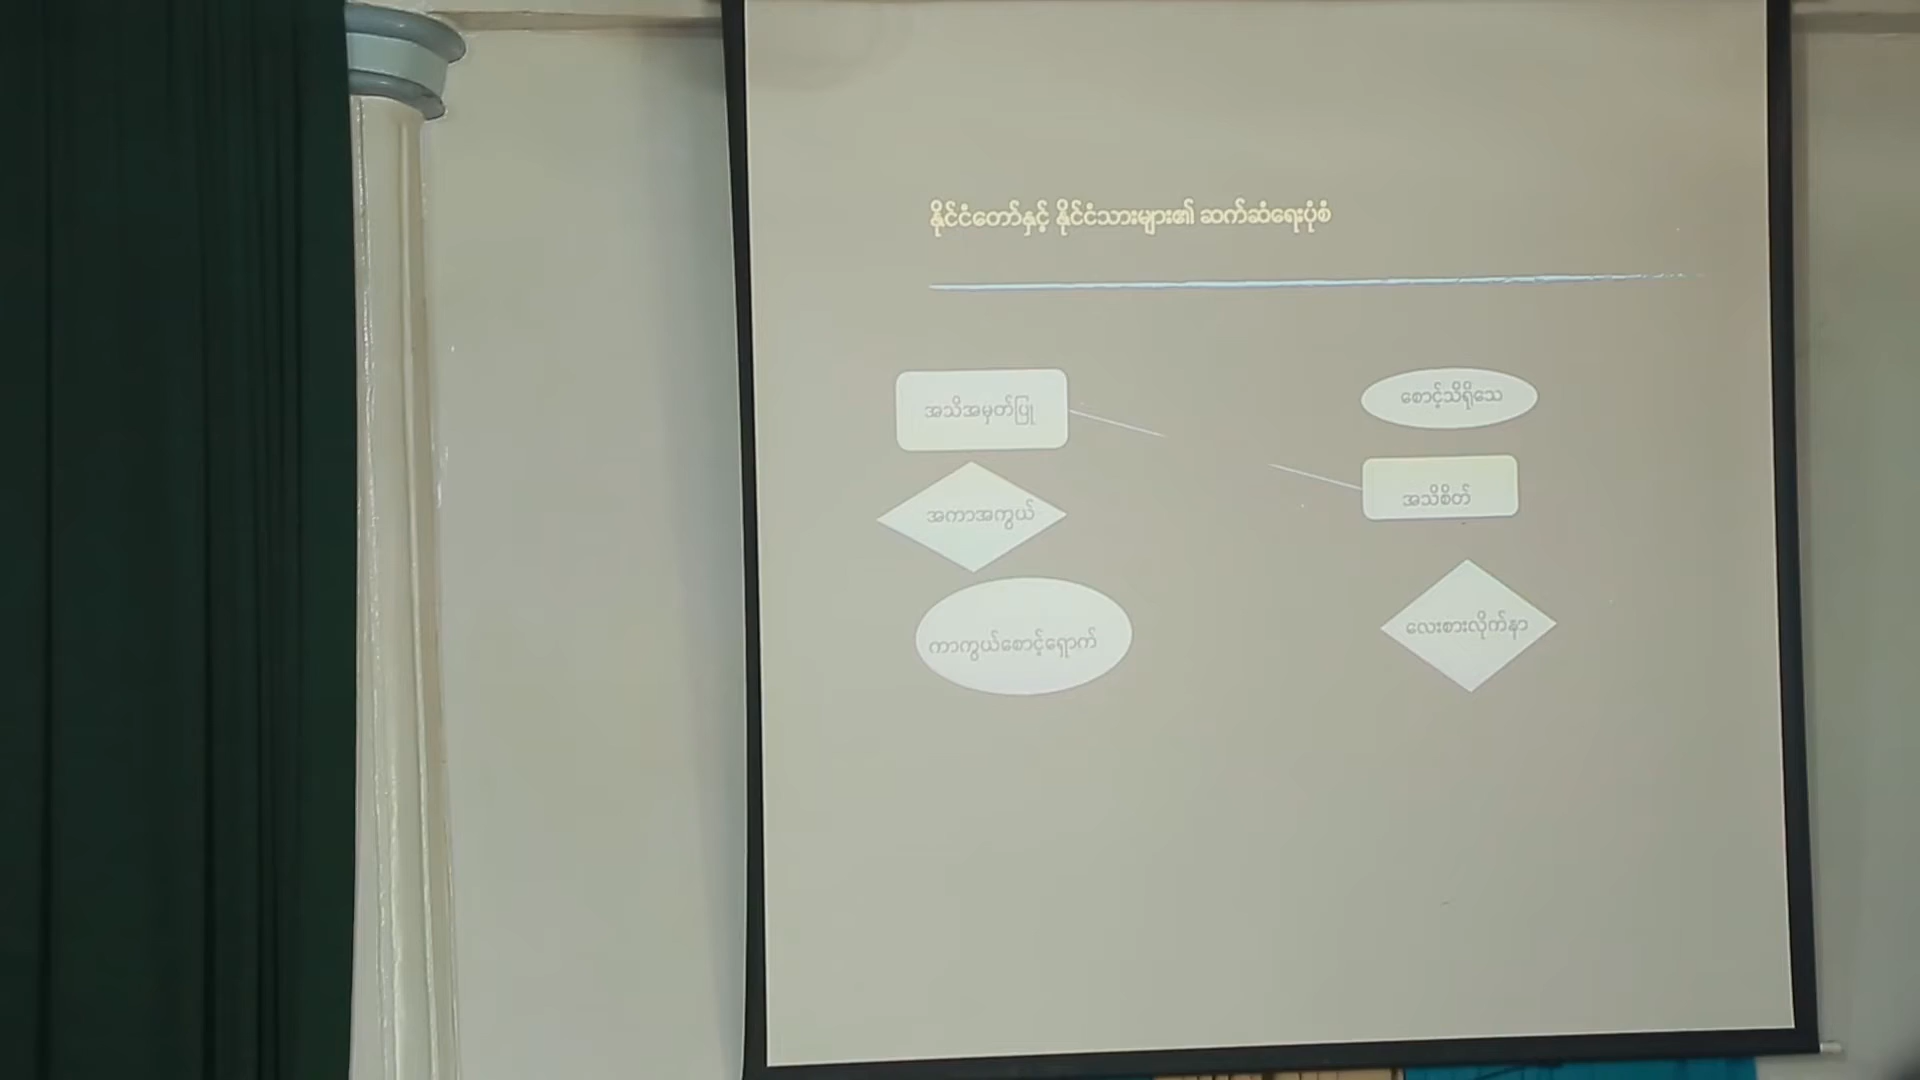 နိုင်ငံတော်နှင့် နိုင်ငံသားများ၏ ဆက်ဆံရေးပုံစံ
အသိအမှတ်ပြု
စောင့်သိရိုသေ
အသိစိတ်
အကာအကွယ်
လေးစားလိုက်နာ
ကာကွယ်စောင့်ရှောက်